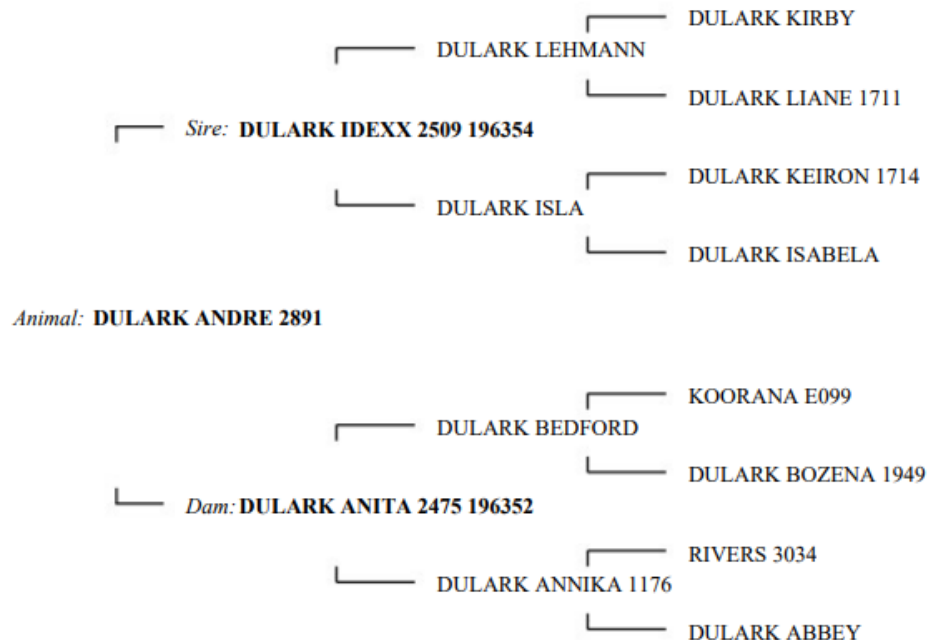 DULARK KIRBY
DULARK LEHMANN
DULARK LIANE 1711
Sire: DULARK IDEXX 2509 196354
DULARK KEIRON 1714
DULARK ISLA
DULARK ISABELA
Animal: DULARK ANDRE 2891
KOORANA E099
DULARK BEDFORD
DULARK BOZENA 1949
Dam: DULARK ANITA 2475 196352
RIVERS 3034
DULARK ANNIKA 1176
DULARK ABBEY